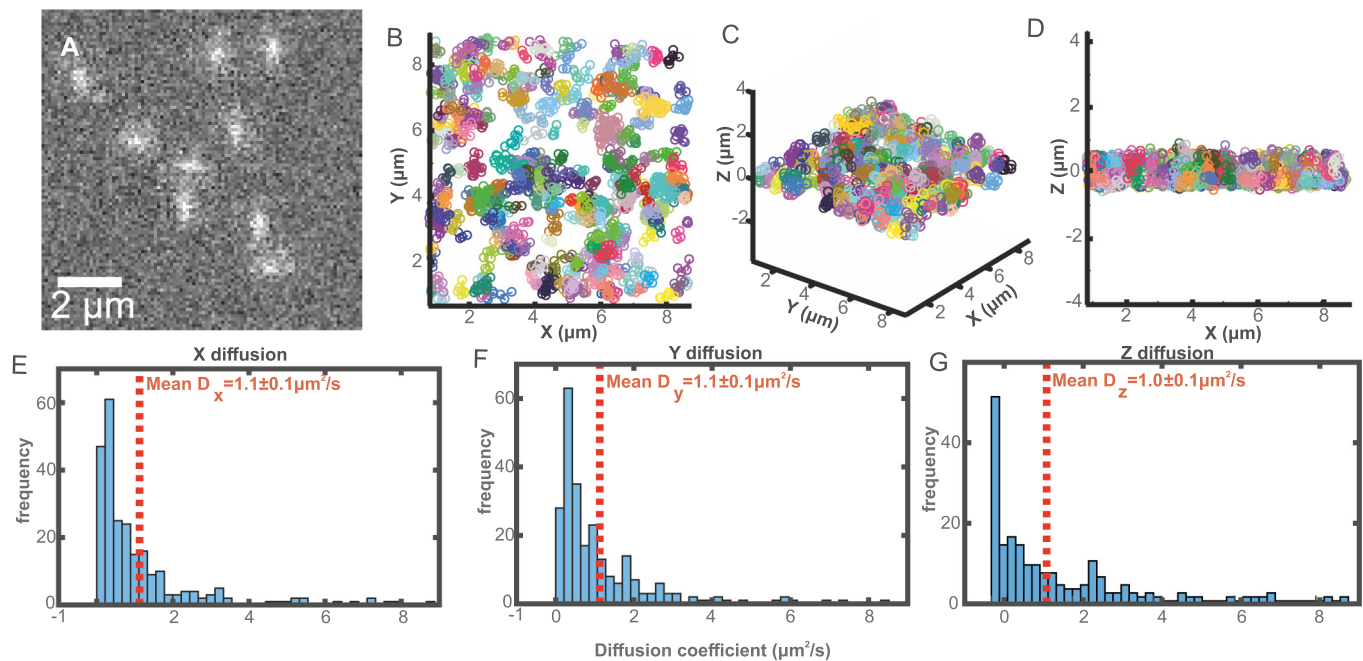 A
2 µm
B
8
6
4
2
Y (µm)
2
4
6
8
X (µm)
C
4
2
0
-2
Z (µm)
2
4
6
8
Y (µm)
2
4
6
8
X (µm)
D
4
2
0
-2
-4
Z (µm)
2
4
6
8
X (µm)
E
X diffusion
Mean Dx=1.1±0.1µm²/s
60
40
20
0
frequency
-1
0
2
4
6
8
F
Y diffusion
Mean Dy=1.1±0.1µm²/s
60
40
20
0
frequency
-1
0
2
4
6
8
G
Z diffusion
Mean Dz=1.0±0.1µm²/s
60
40
20
0
frequency
0
2
4
6
8
Diffusion coefficient (µm²/s)